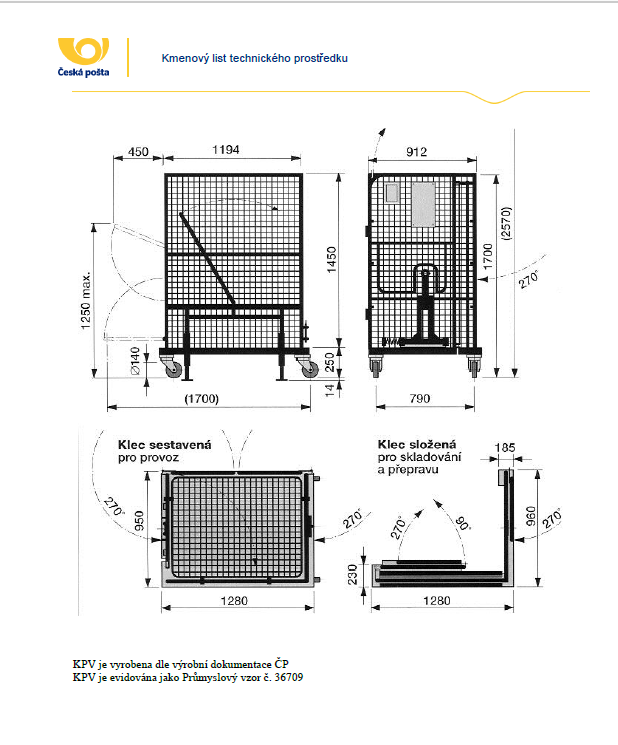 Česká pošta
Kmenový list technického prostředku
450
1194
912
1250 max.
1450
1700
(2570)
270°
Ø140
250
14
(1700)
790
Klec sestavená
pro provoz
Klec složená
pro skladování
a přepravu
185
270°
950
270°
270°
90°
960
270°
230
1280
1280
KPV je vyrobena dle výrobní dokumentace ČP
KPV je evidována jako Průmyslový vzor č. 36709